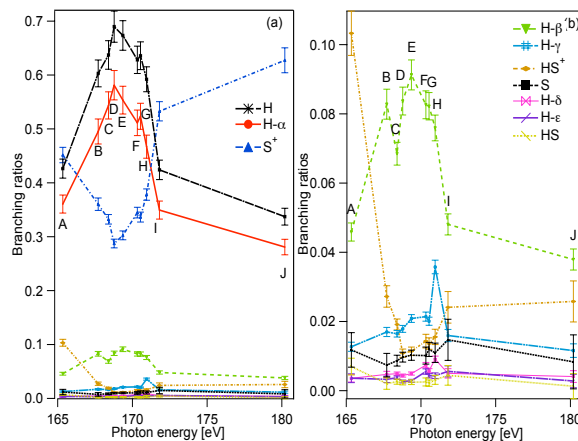 (a)
0.7
0.6
0.5
0.4
0.3
0.2
0.1
0.0
Branching ratios
165
170
175
180
Photon energy [eV]
A
B
C
D
E
F
G
H
I
J
H
H-α
S+
(b)
0.10
0.08
0.06
0.04
0.02
0.00
Branching ratios
165
170
175
180
Photon energy [eV]
A
B
C
D
E
F
G
H
I
J
H-β
H-γ
HS+
S
H-δ
H-ε
HS